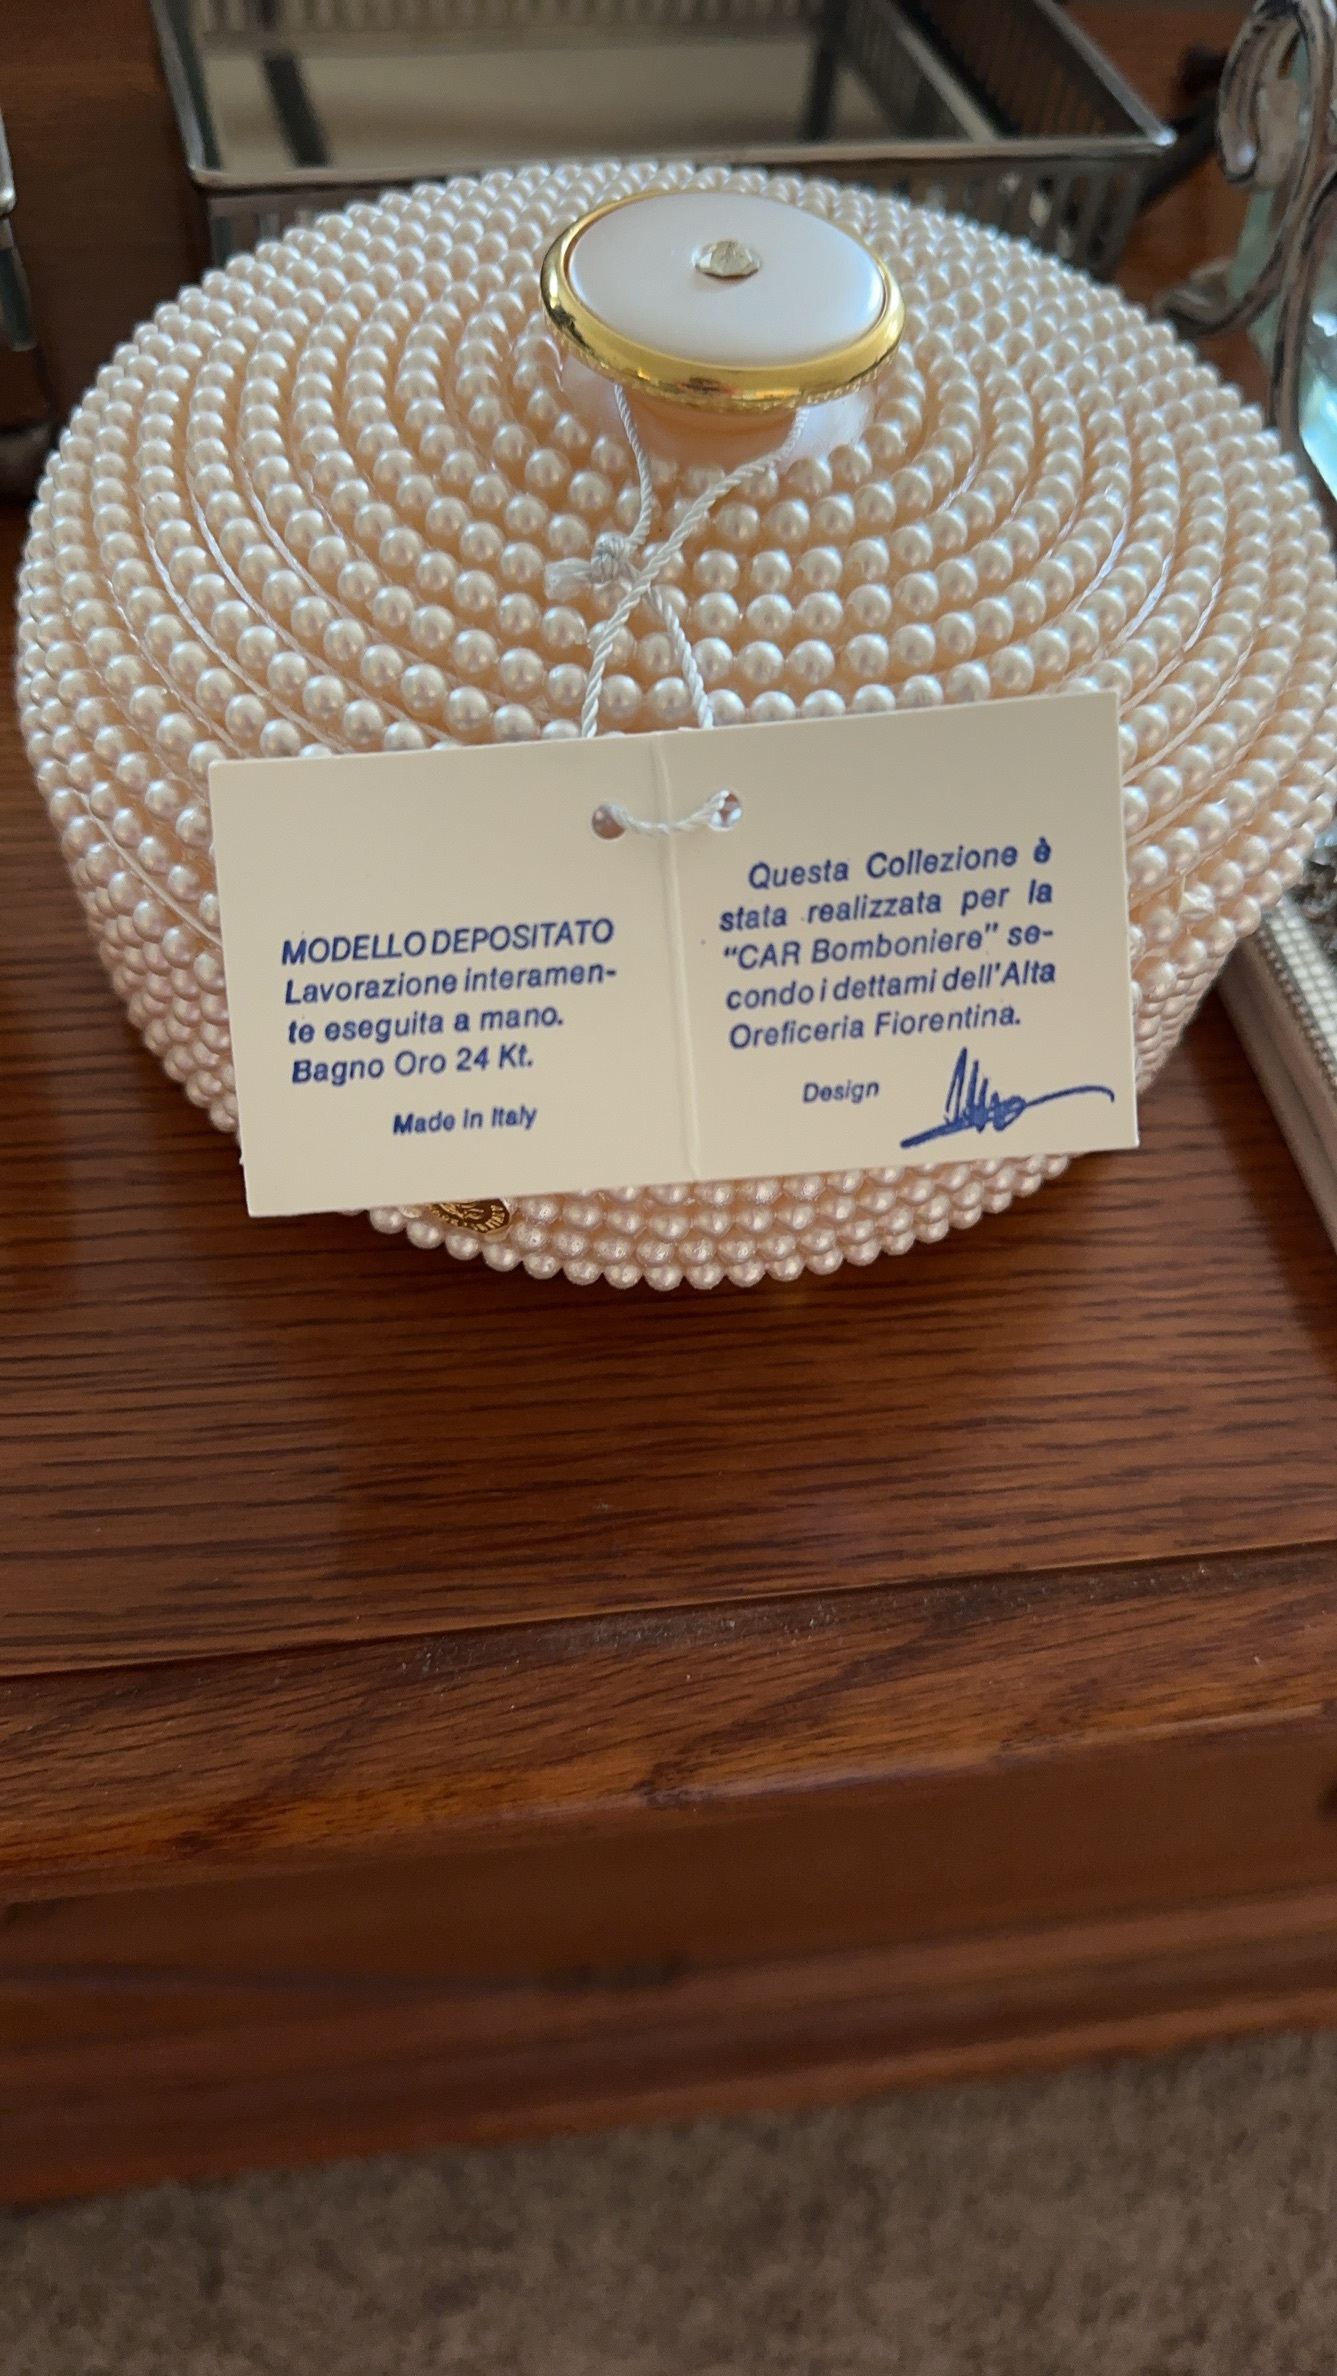 MODELLO DEPOSITATO
Lavorazione interamen-
te eseguita a mano.
Bagno Oro 24 Kt.
Made in Italy
Questa Collezione è
stata realizzata per la
"CAR Bomboniere" se-
condo i dettami dell'Alta
Oreficeria Fiorentina.
Design